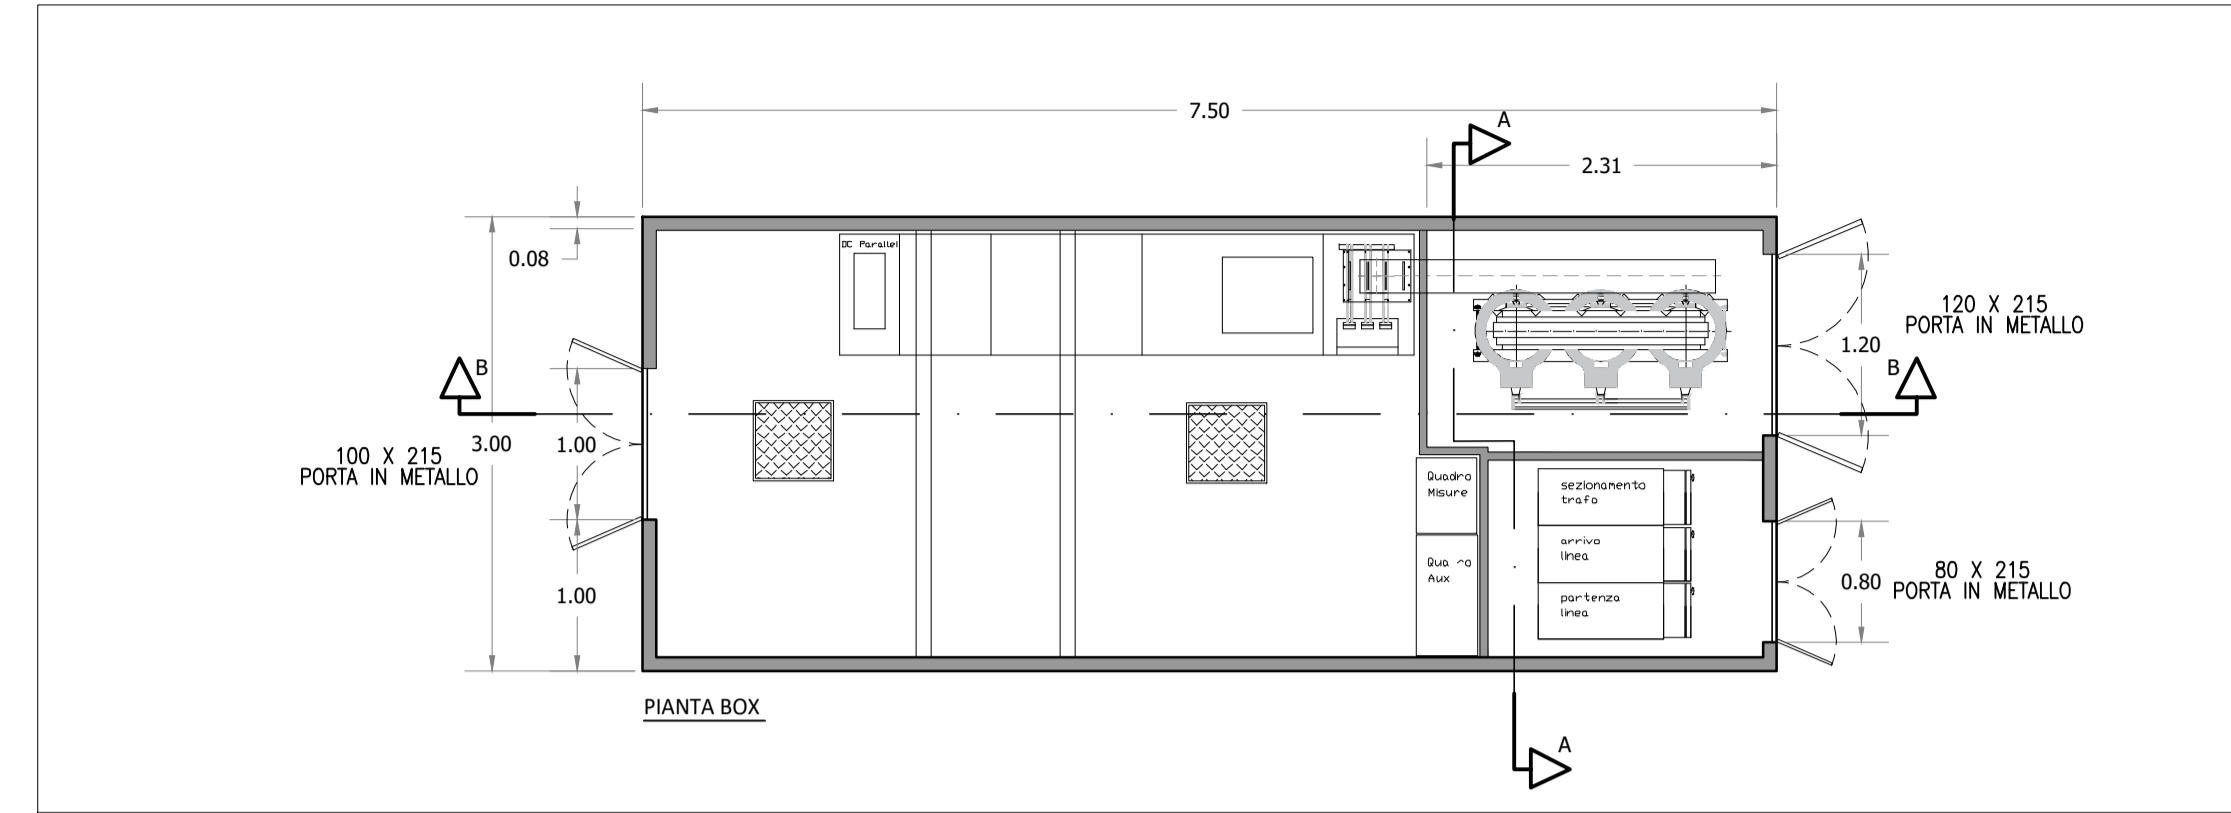 7.50
A
2.31
0.08
DC Parallel
120 X 215
PORTA IN METALLO
1.20
B
B
3.00
1.00
100 X 215
PORTA IN METALLO
Quadro
Misure
sezionamento
trafo
arrivo
linea
Aux
80 X 215
PORTA IN METALLO
0.80
1.00
partenza
linea
PIANTA BOX
A